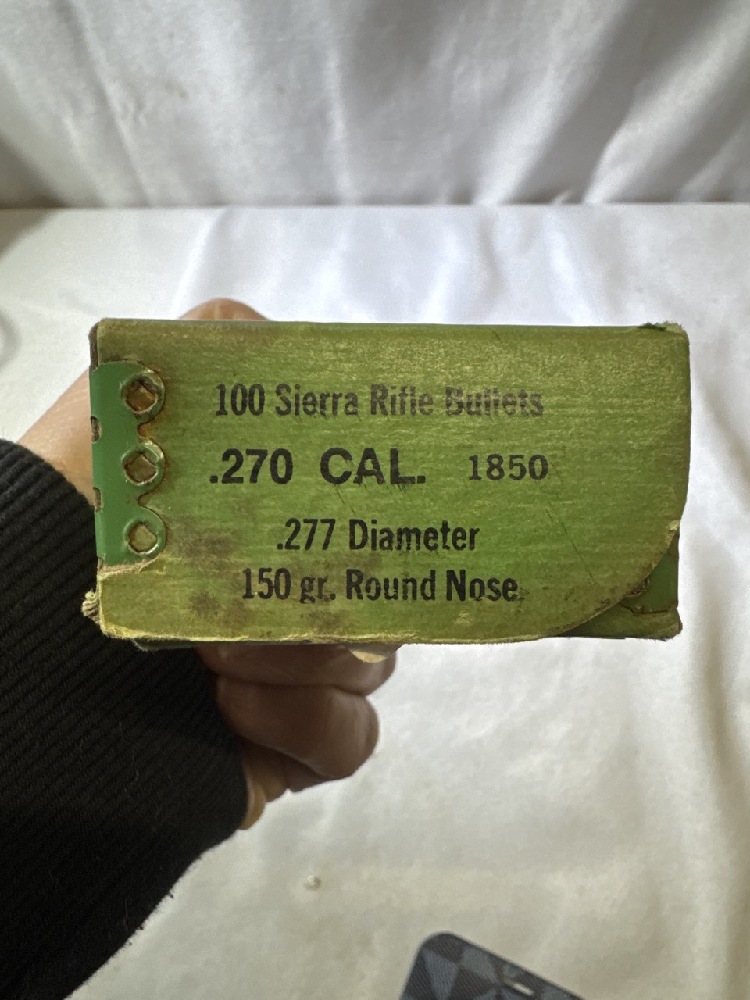 100 Sierra Rifle Bullets
.270 CAL. 1850
.277 Diameter
150 gr. Round Nose